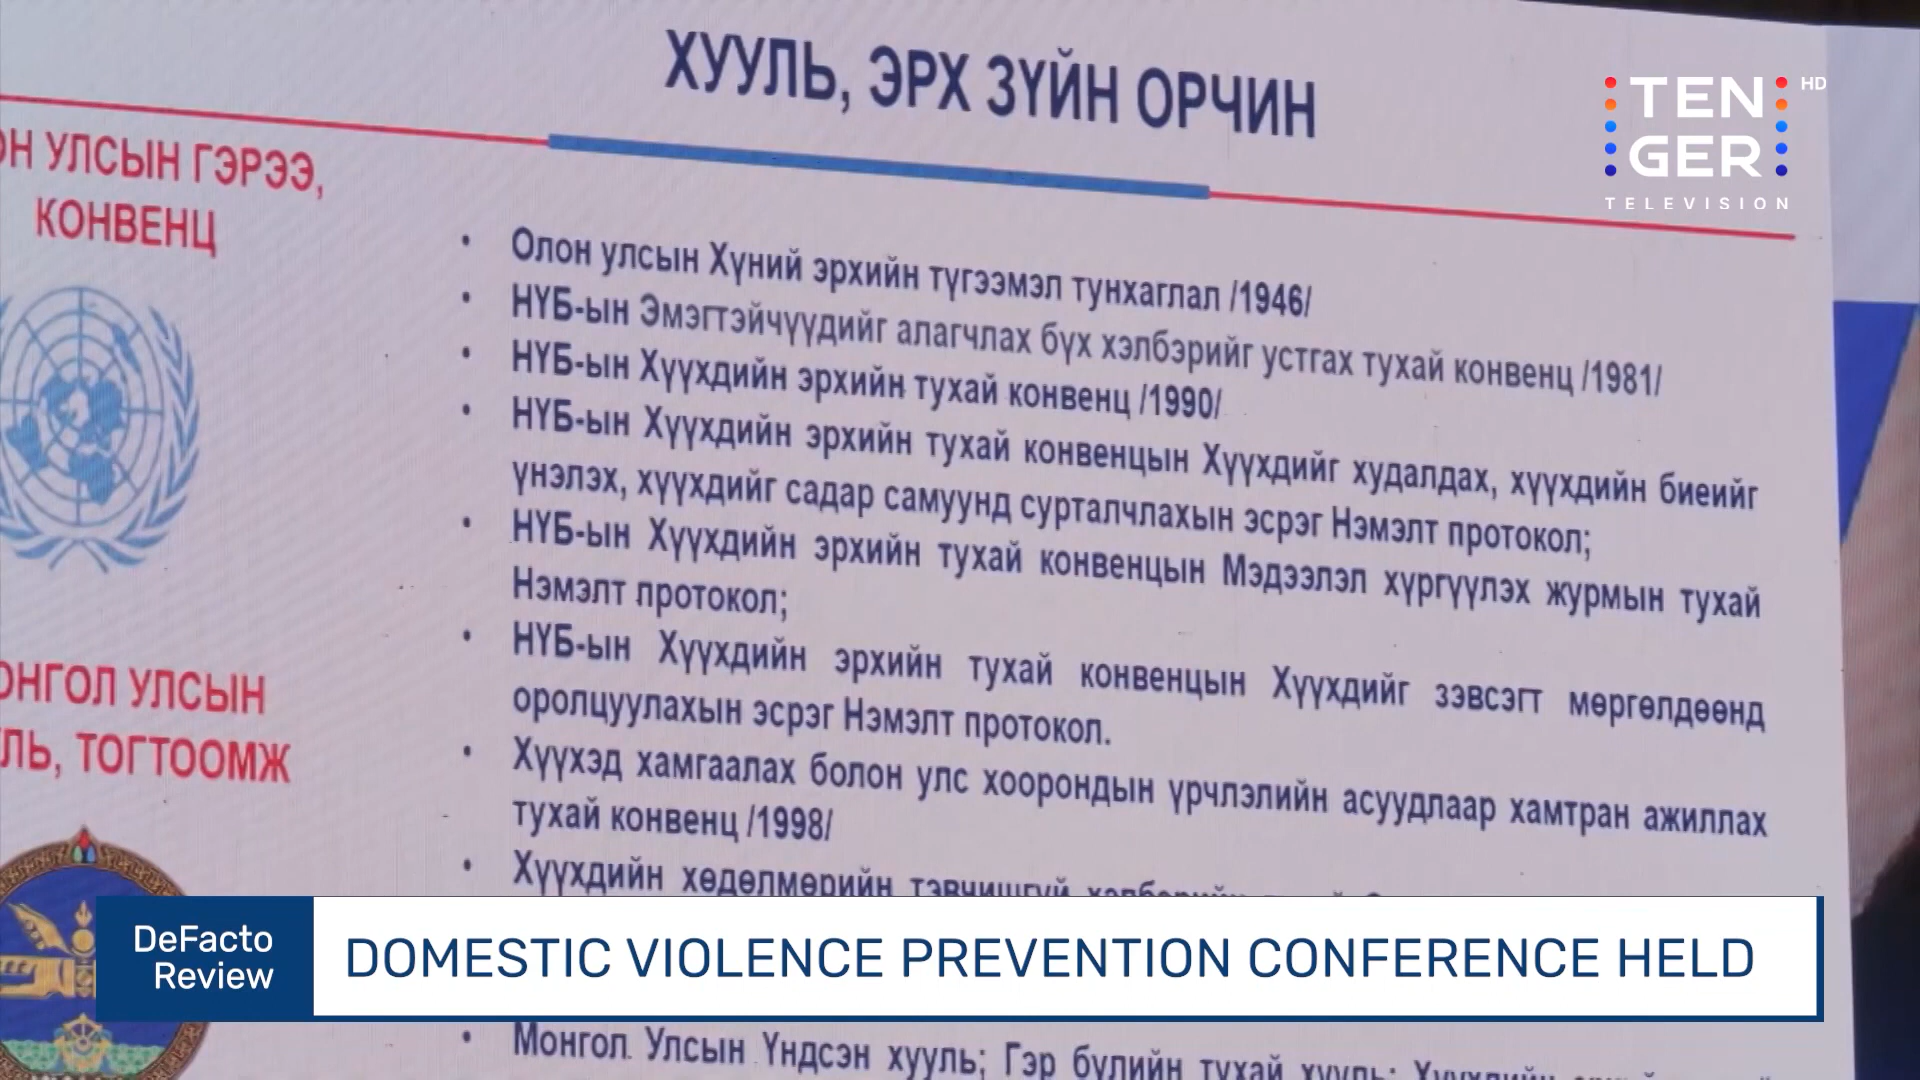 ХУУЛЬ, ЭРХ ЗҮЙН ОРЧИН
TEN
GER
HD
TELEVISION
УЛСЫН ГЭРЭЭ,
КОНВЕНЦ
• Олон улсын Хүний эрхийн түгээмэл тунхаглал /1946/
• НҮБ-ын Эмэгтэйчүүдийг алагчлах бүх хэлбэрийг устгах тухай конвенц /1981/
• НҮБ-ын Хүүхдийн эрхийн тухай конвенц /1990/
• НҮБ-ын Хүүхдийн эрхийн тухай конвенцын Хүүхдийг худалдах, хүүхдийн биеийг
үнэлэх, хүүхдийг садар самуунд сурталчлахын эсрэг Нэмэлт протокол;
• НҮБ-ын Хүүхдийн эрхийн тухай конвенцын Мэдээлэл хүргүүлэх журмын тухай
Нэмэлт протокол;
• НҮБ-ын Хүүхдийн эрхийн тухай конвенцын Хүүхдийг зэвсэгт мөргөлдөөнд
оролцуулахын эсрэг Нэмэлт протокол.
• Хүүхэд хамгаалах болон улс хоорондын үрчлэлийн асуудлаар хамтран ажиллах
тухай конвенц /1998/
• Хүүхдийн хөдөлмөрийн тэвчишгүй
УЛСЫН
ТОГТООМЖ
DeFacto
Review
DOMESTIC VIOLENCE PREVENTION CONFERENCE HELD
• Монгол Улсын Үндсэн хууль; Гэр бүлийн тухай хууль;